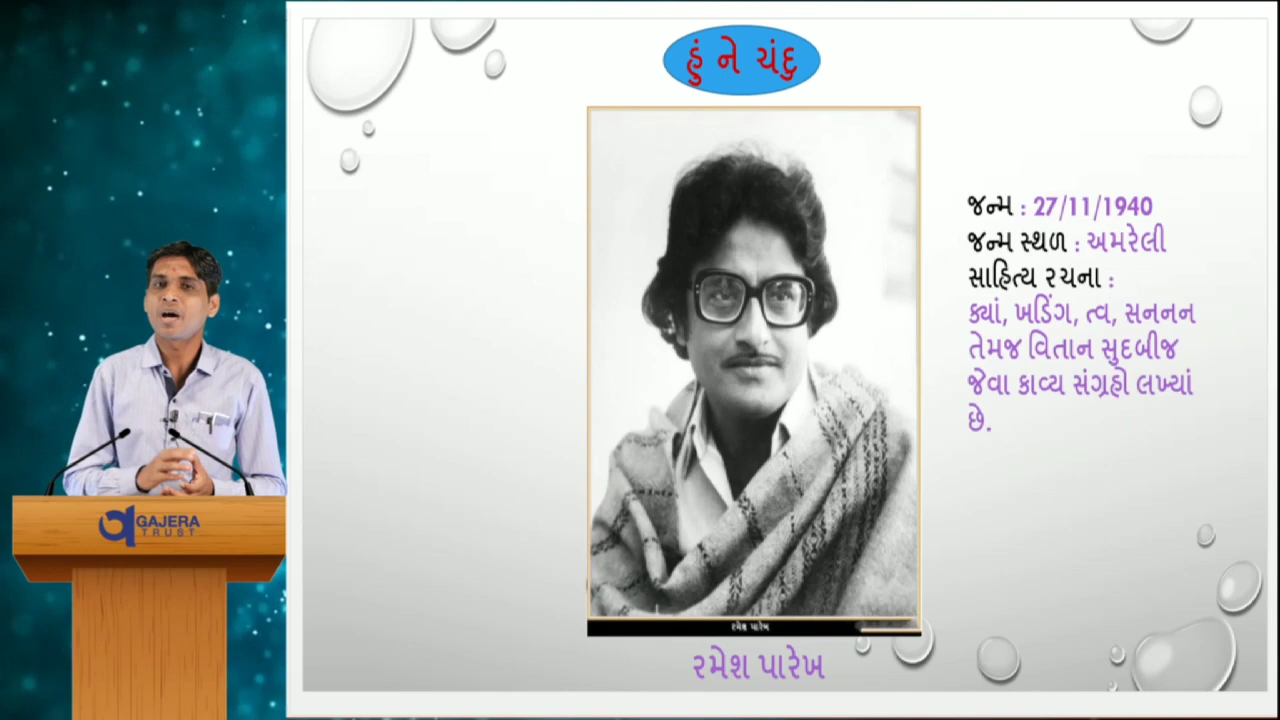 હું ને ચંદુ
જન્મ : 27/11/1940
જન્મ સ્થળ : અમરેલી
સાહિત્ય રચના :
ક્યાં, ખડિંગ, ત્વ, સનનન
તેમજ વિતાન સુદબીજ
જેવા કાવ્ય સંગ્રહો લખ્યાં
છે.
રમેશ પારેખ
રમેશ પારેખ
GAJERA
TRUST